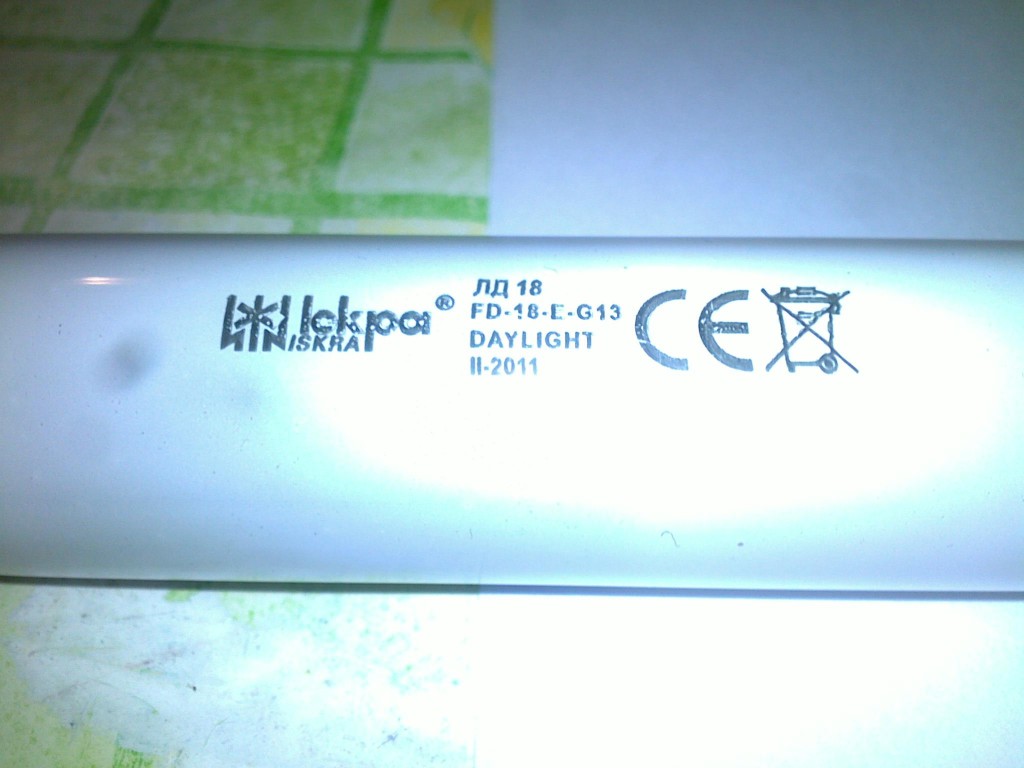 Іскра®
ISKRA
ЛД 18
FD-18-E-G13
DAYLIGHT
II-2011
CE